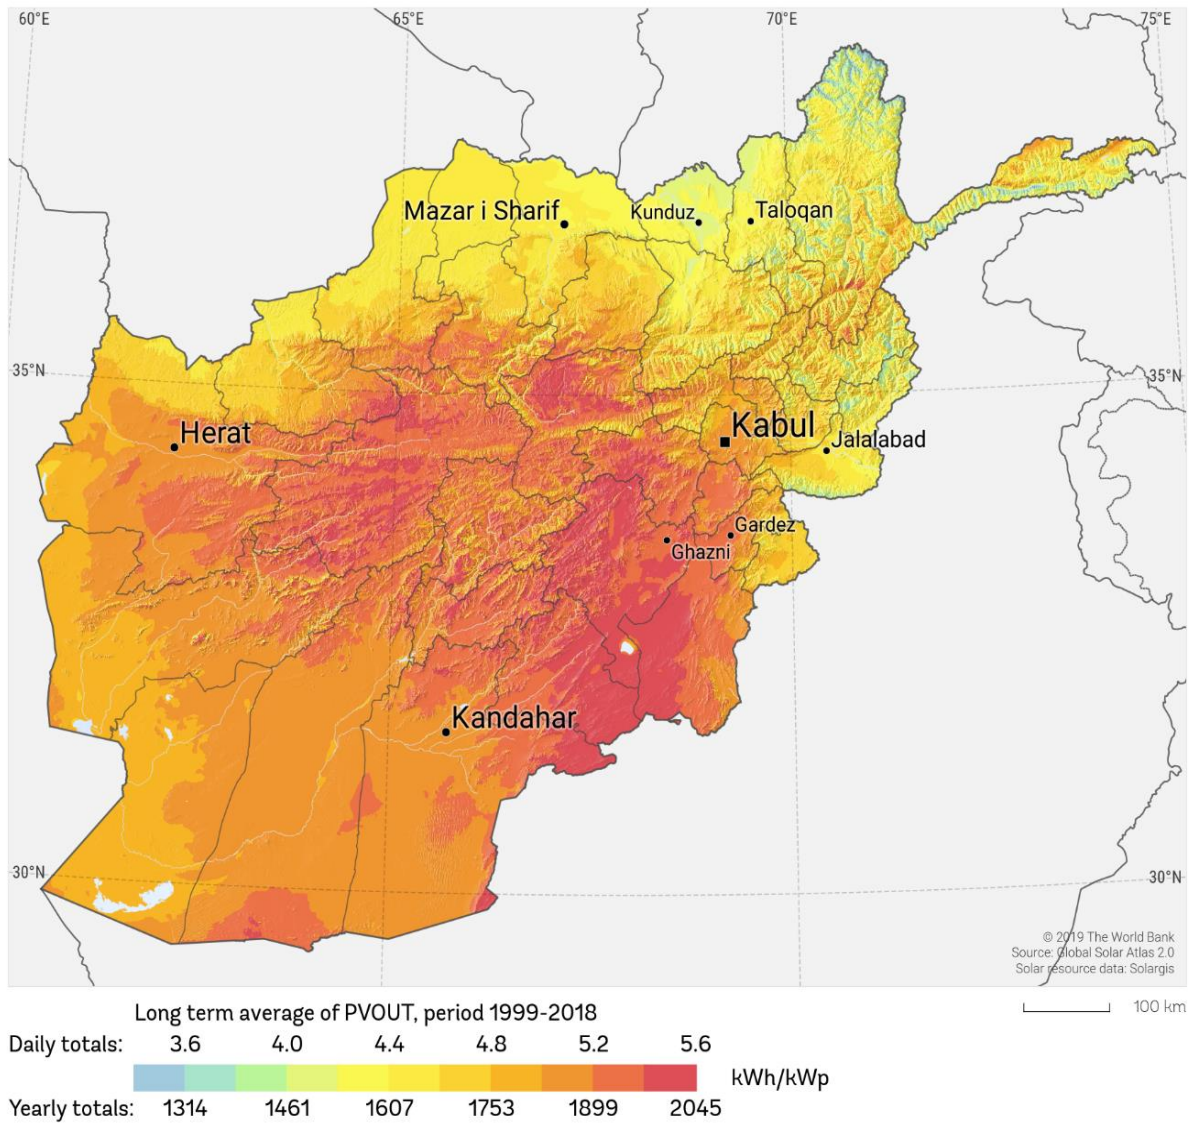 60°E 65°E 70°E 75°E
Mazar i Sharif Kunduz Taloqan
35°N 35°N
Herat Kabul Jalalabad
Gardez
Ghazni
Kandahar
30°N 30°N
© 2019 The World Bank
Source: Global Solar Atlas 2.0
Solar resource data: Solargis
100 km
Long term average of PVOUT, period 1999-2018
Daily totals: 3.6 4.0 4.4 4.8 5.2 5.6
kWh/kWp
Yearly totals: 1314 1461 1607 1753 1899 2045